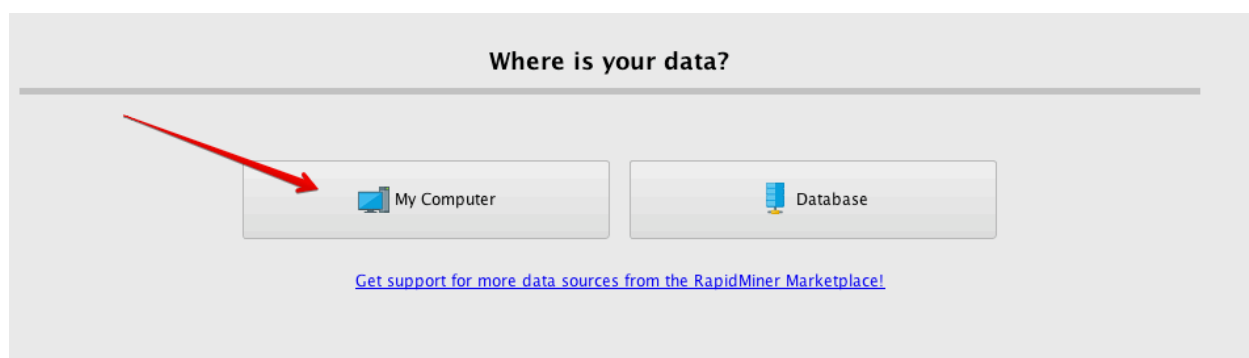 Where is your data?
My Computer
Database
Get support for more data sources from the RapidMiner Marketplace!